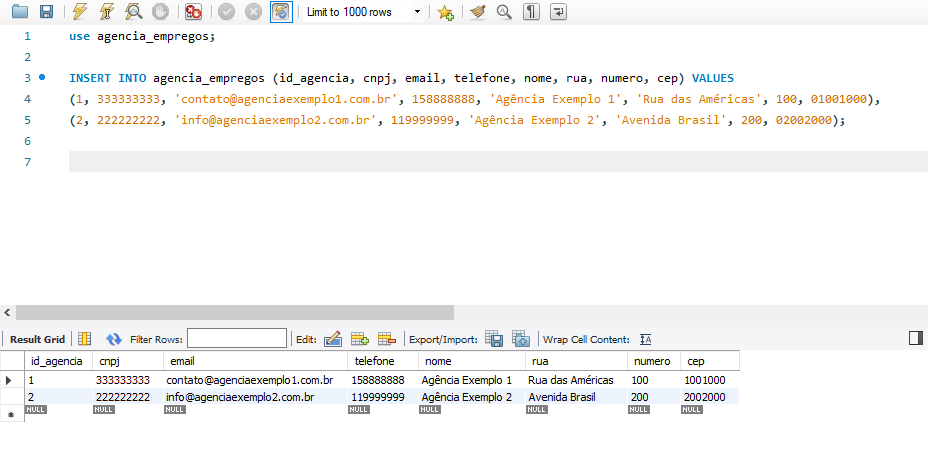 Limit to 1000 rows
1 use agencia_empregos;
2
3 INSERT INTO agencia_empregos (id_agencia, cnpj, email, telefone, nome, rua, numero, cep) VALUES
4 (1, 333333333, 'contato@agenciaexemplo1.com.br', 158888888, 'Agência Exemplo 1', 'Rua das Américas', 100, 01001000),
5 (2, 222222222, 'info@agenciaexemplo2.com.br', 119999999, 'Agência Exemplo 2', 'Avenida Brasil', 200, 02002000);
6
7
Result Grid Filter Rows: Edit: Export/Import: Wrap Cell Content:
id_agencia cnpj email telefone nome rua numero cep
1 333333333 contato@agenciaexemplo1.com.br 158888888 Agência Exemplo 1 Rua das Américas 100 1001000
2 222222222 info@agenciaexemplo2.com.br 119999999 Agência Exemplo 2 Avenida Brasil 200 2002000
NULL NULL NULL NULL NULL NULL NULL NULL